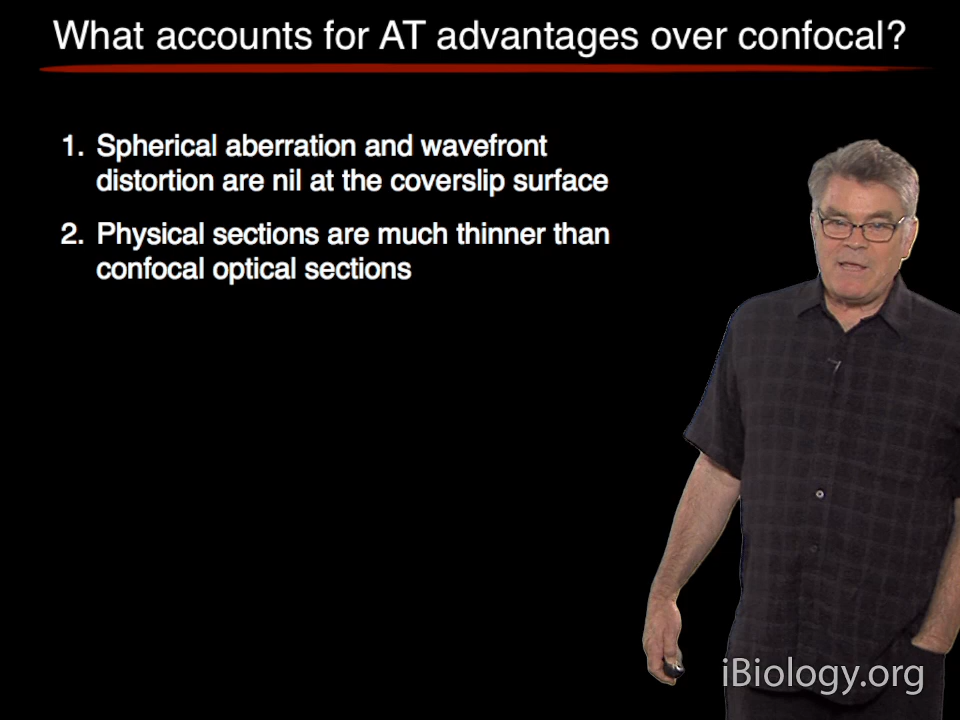 What accounts for AT advantages over confocal?
1. Spherical aberration and wavefront
distortion are nil at the coverslip surface
2. Physical sections are much thinner than
confocal optical sections
iBiology.org